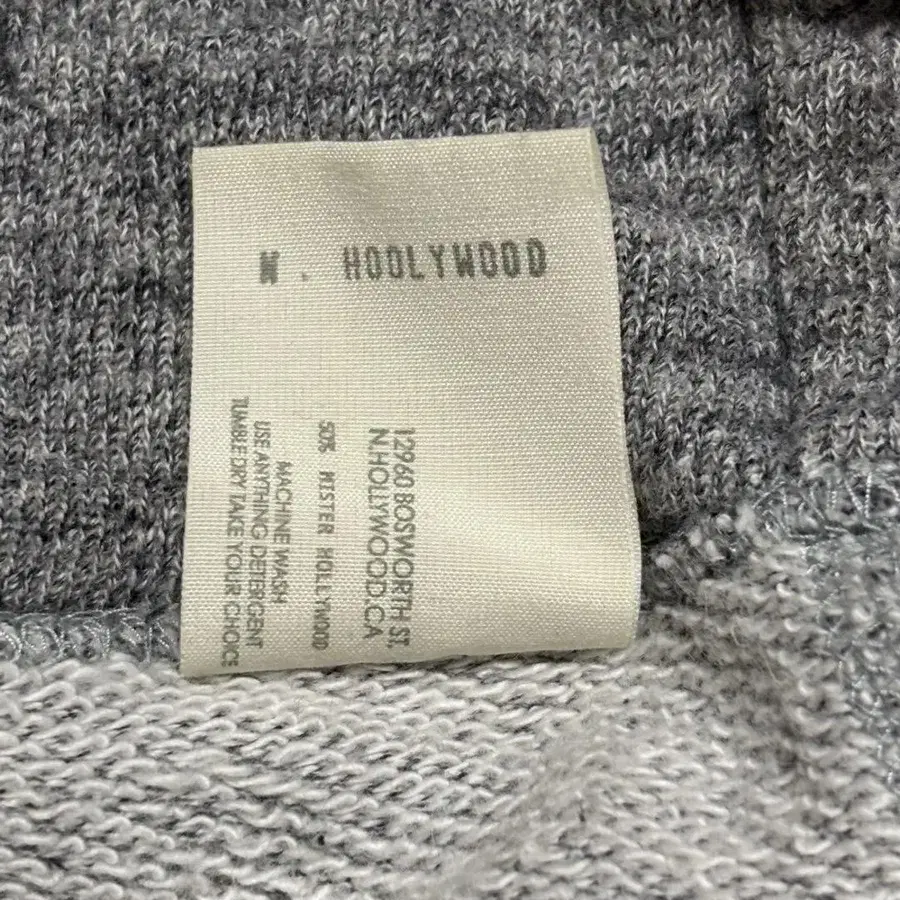 N. HOOLYWOOD
12960 BOSWORTH ST.
N.HOLLYWOOD.CA
50% MISTER HOLLYWOOD
MACHINE WASH
USE ANYTHING DETERGENT
TUMBLE DRY TAKE YOUR CHOICE